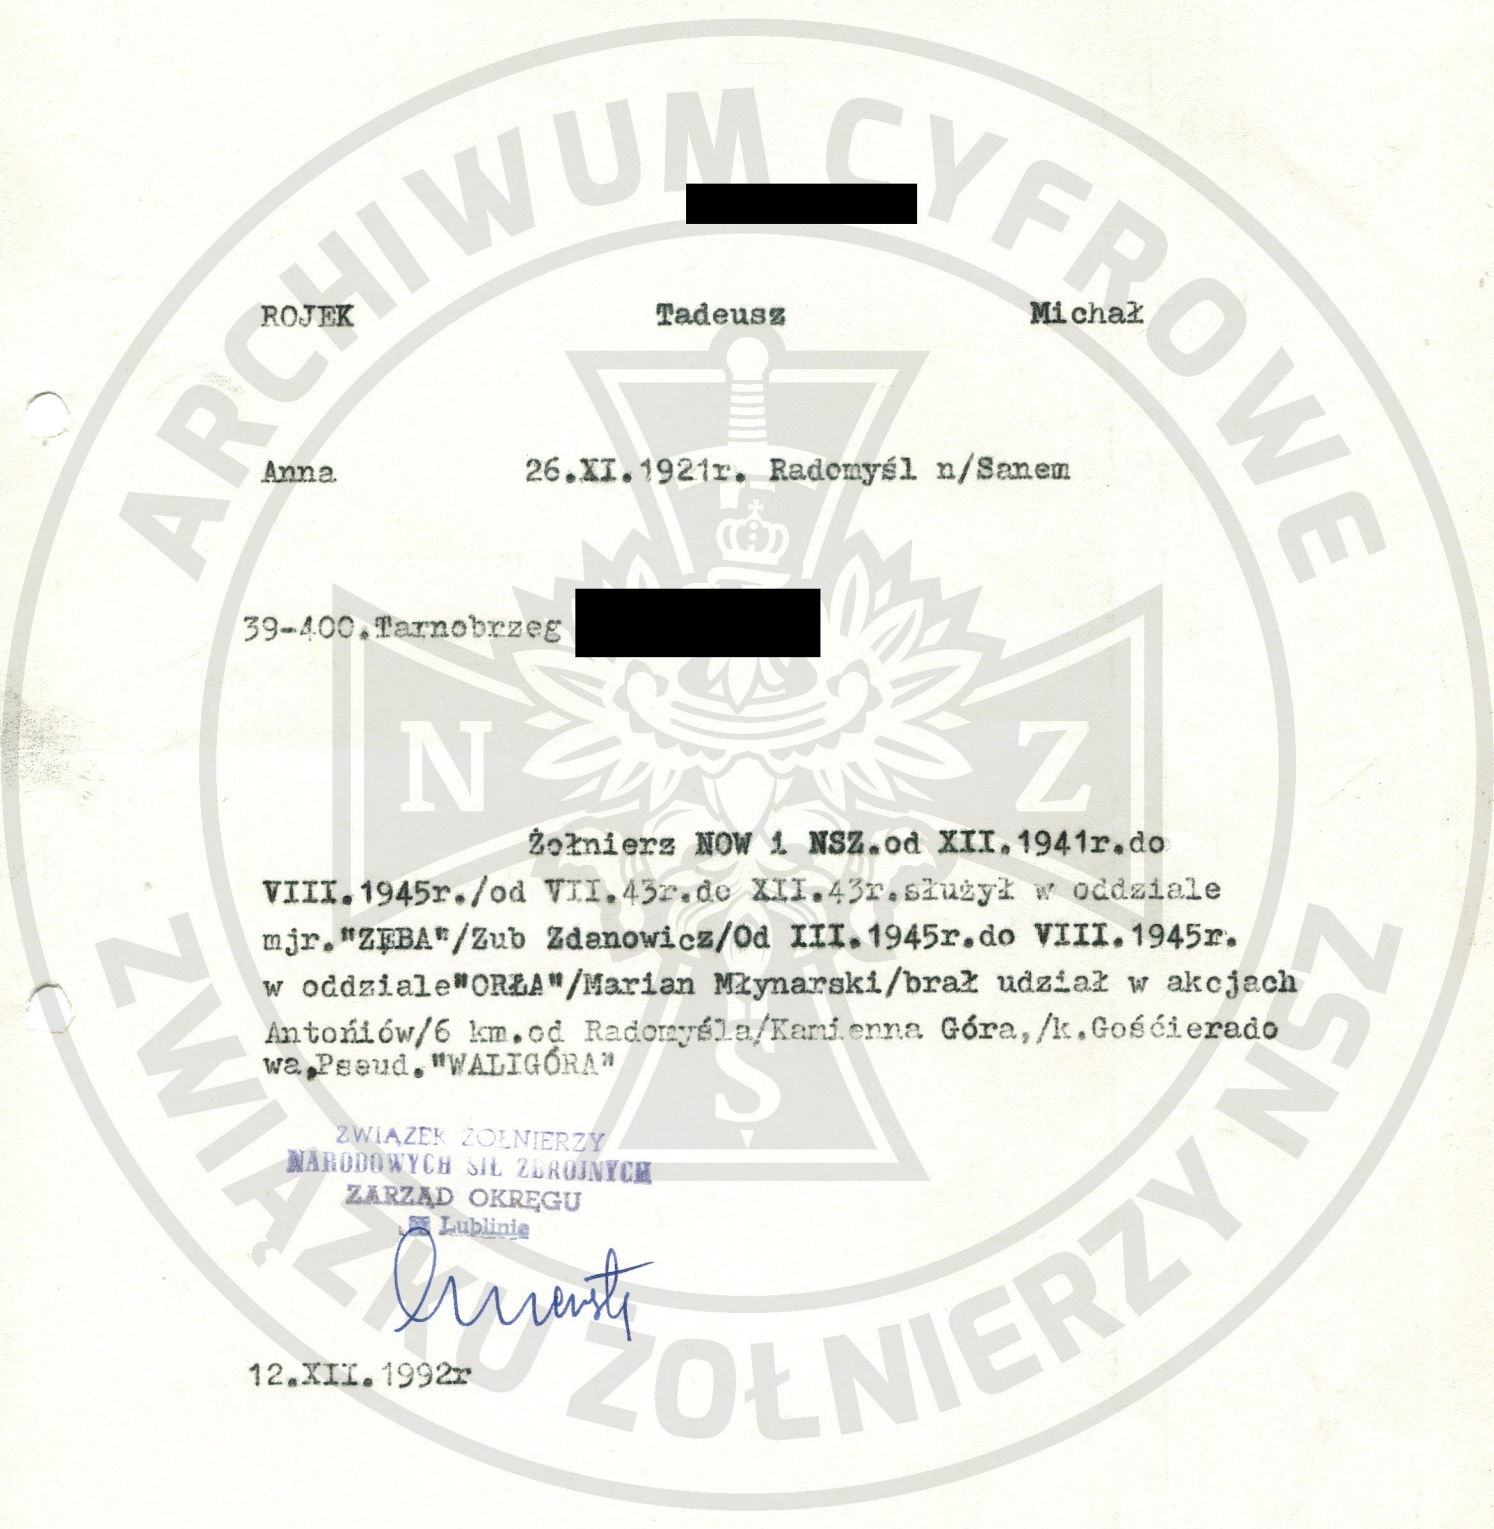 ARCHIWUM CYFROWE
ROJEK Tadeusz Michał
Anna 26.XI.1921r. Radomyśl n/Sanem
39-400.Tarnobrzeg
N Z
Żołnierz NOW i NSZ.od XII.1941r.do
VIII.1945r./od VII.43r.do XII.43r.służył w oddziale
mjr."ZĘBA"/Zub Zdanowicz/Od III.1945r.do VIII.1945r.
w oddziale"ORŁA"/Marian Młynarski/brał udział w akcjach
Antońiów/6 km.od Radomyśla/Kamienna Góra,/k.Gośćierado
wa,Pseud."WALIGÓRA"
S
ZWIĄZEK ŻOŁNIERZY
NARODOWYCH SIŁ ZBROJNYCH
ZARZĄD OKRĘGU
w Lublinie
12.XII.1992r
ZWIĄZKU ŻOŁNIERZY NSZ